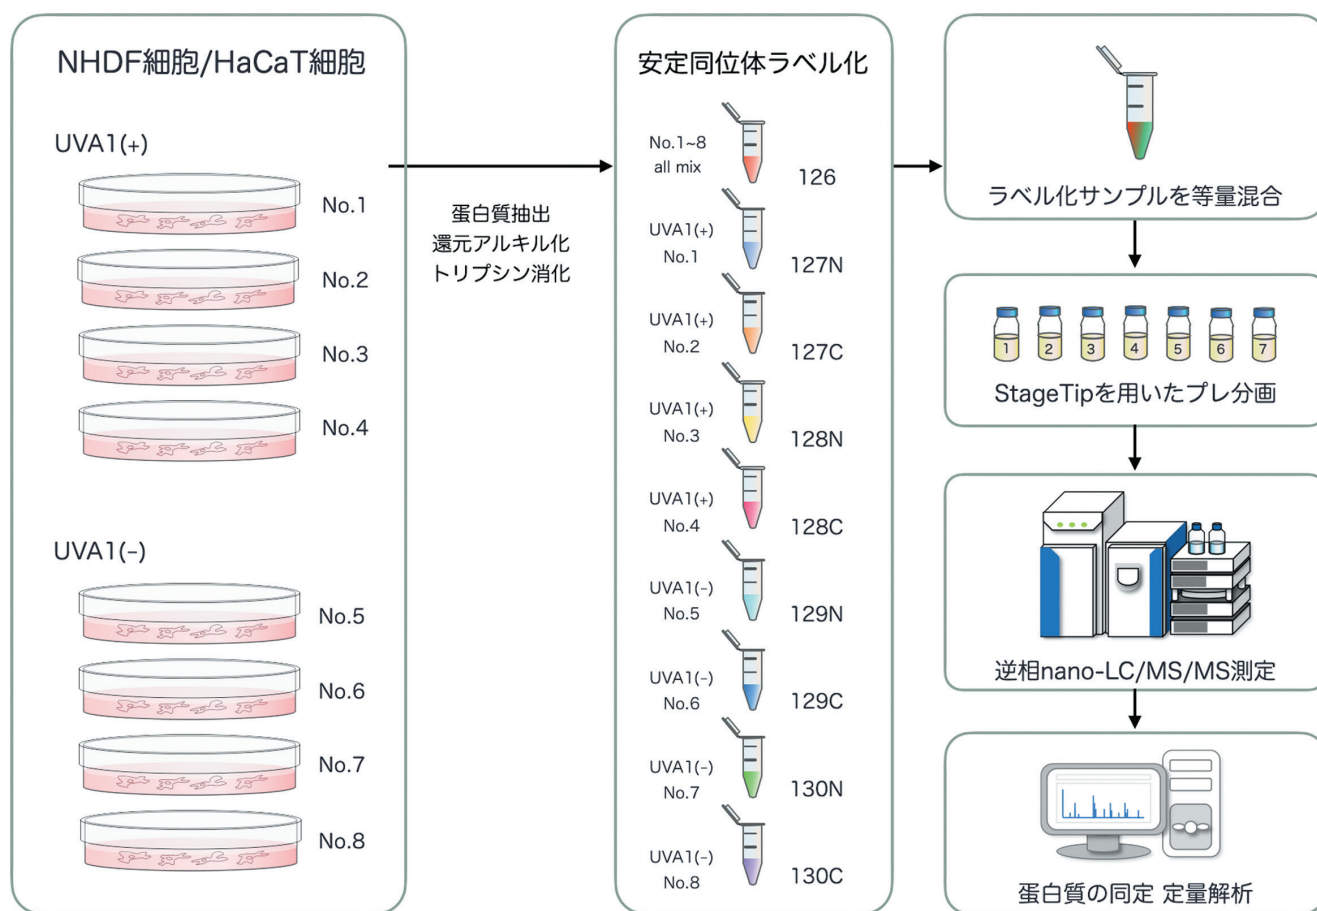 NHDF細胞/HaCaT細胞
UVA1(+)
No.1
No.2
No.3
No.4
UVA1(-)
No.5
No.6
No.7
No.8
蛋白質抽出
還元アルキル化
トリプシン消化
安定同位体ラベル化
No.1~8
all mix
126
UVA1(+)
No.1
127N
UVA1(+)
No.2
127C
UVA1(+)
No.3
128N
UVA1(+)
No.4
128C
UVA1(-)
No.5
129N
UVA1(-)
No.6
129C
UVA1(-)
No.7
130N
UVA1(-)
No.8
130C
ラベル化サンプルを等量混合
1 2 3 4 5 6 7
StageTipを用いたプレ分画
逆相nano-LC/MS/MS測定
蛋白質の同定 定量解析